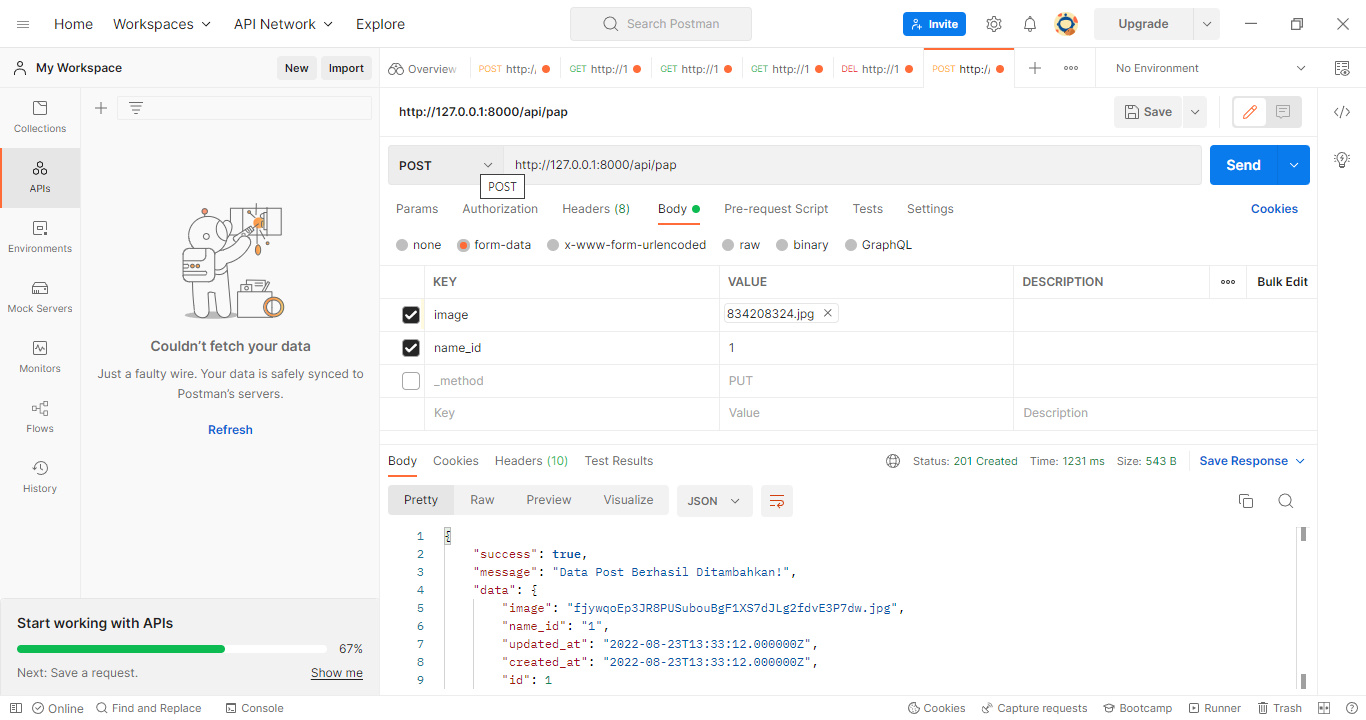 Home Workspaces API Network Explore Search Postman Invite Upgrade
My Workspace New Import Overview POST http:/ GET http://1 GET http://1 GET http://1 DEL http://1 POST http:/ No Environment
Collections
APIs
Environments
Mock Servers
Monitors
Flows
History
Couldn't fetch your data
Just a faulty wire. Your data is safely synced to
Postman's servers.
Refresh
Start working with APIs
67%
Next: Save a request. Show me
http://127.0.0.1:8000/api/pap Save
POST http://127.0.0.1:8000/api/pap Send
POST
Params Authorization Headers (8) Body Pre-request Script Tests Settings Cookies
none form-data x-www-form-urlencoded raw binary GraphQL
KEY VALUE DESCRIPTION Bulk Edit
image 834208324.jpg
name_id 1
_method PUT
Key Value Description
Body Cookies Headers (10) Test Results Status: 201 Created Time: 1231 ms Size: 543 B Save Response
Pretty Raw Preview Visualize JSON
1 {
2 "success": true,
3 "message": "Data Post Berhasil Ditambahkan!",
4 "data": {
5 "image": "fjywqoEp3JR8PUSubouBgF1XS7dJLg2fdvE3P7dw.jpg",
6 "name_id": "1",
7 "updated_at": "2022-08-23T13:33:12.000000Z",
8 "created_at": "2022-08-23T13:33:12.000000Z",
9 "id": 1
Online Find and Replace Console Cookies Capture requests Bootcamp Runner Trash